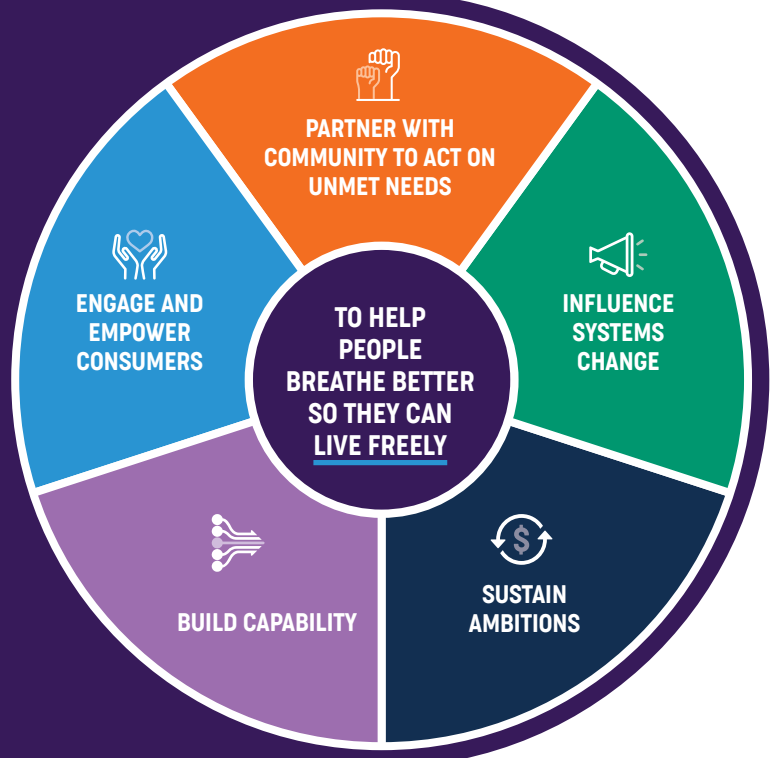 PARTNER WITH
COMMUNITY TO ACT ON
UNMET NEEDS
INFLUENCE
SYSTEMS
CHANGE
SUSTAIN
AMBITIONS
BUILD CAPABILITY
ENGAGE AND
EMPOWER
CONSUMERS
TO HELP
PEOPLE
BREATHE BETTER
SO THEY CAN
LIVE FREELY
$